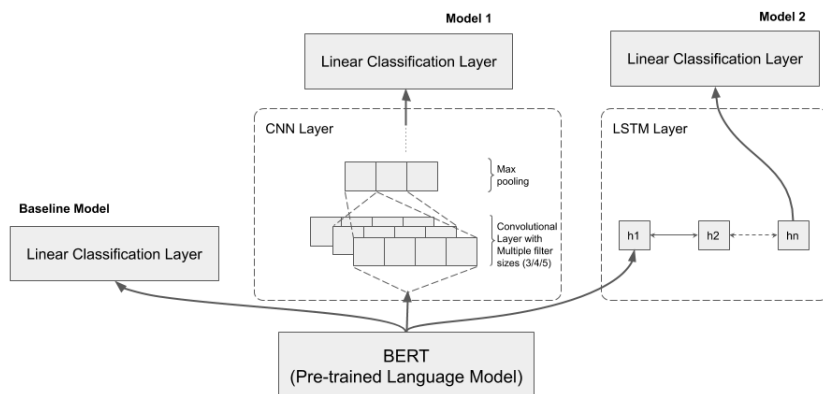 Model 1
Model 2
Linear Classification Layer
Linear Classification Layer
CNN Layer
LSTM Layer
Max
pooling
Baseline Model
Linear Classification Layer
Convolutional
Layer with
Multiple filter
sizes (3/4/5)
h1
h2
hn
BERT
(Pre-trained Language Model)